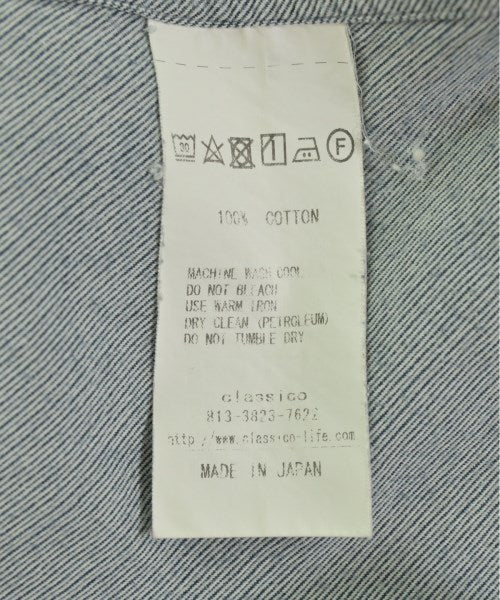 30 F
100% COTTON
MACHINE WASH COOL
DO NOT BLEACH
USE WARM IRON
DRY CLEAN (PETROLEUM)
DO NOT TUMBLE DRY
classico
813-3823-7622
http://www.classico-life.com
MADE IN JAPAN